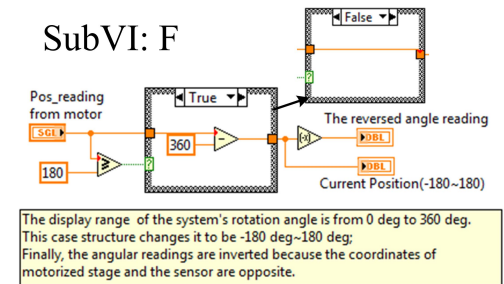 SubVI: F
False
Pos_reading
from motor
True
SGL
360
180
?
?
The reversed angle reading
DBL
DBL
Current Position(-180~180)
The display range of the system's rotation angle is from 0 deg to 360 deg.
This case structure changes it to be -180 deg~180 deg;
Finally, the angular readings are inverted because the coordinates of
motorized stage and the sensor are opposite.